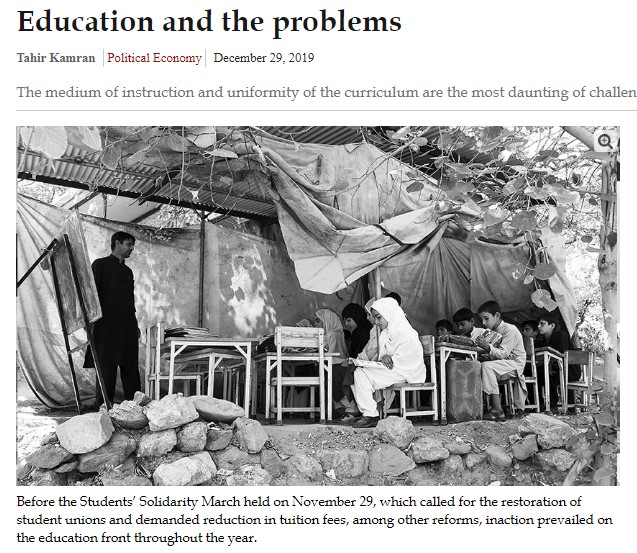 Education and the problems
Tahir Kamran Political Economy December 29, 2019
The medium of instruction and uniformity of the curriculum are the most daunting of challen
Before the Students’ Solidarity March held on November 29, which called for the restoration of
student unions and demanded reduction in tuition fees, among other reforms, inaction prevailed on
the education front throughout the year.